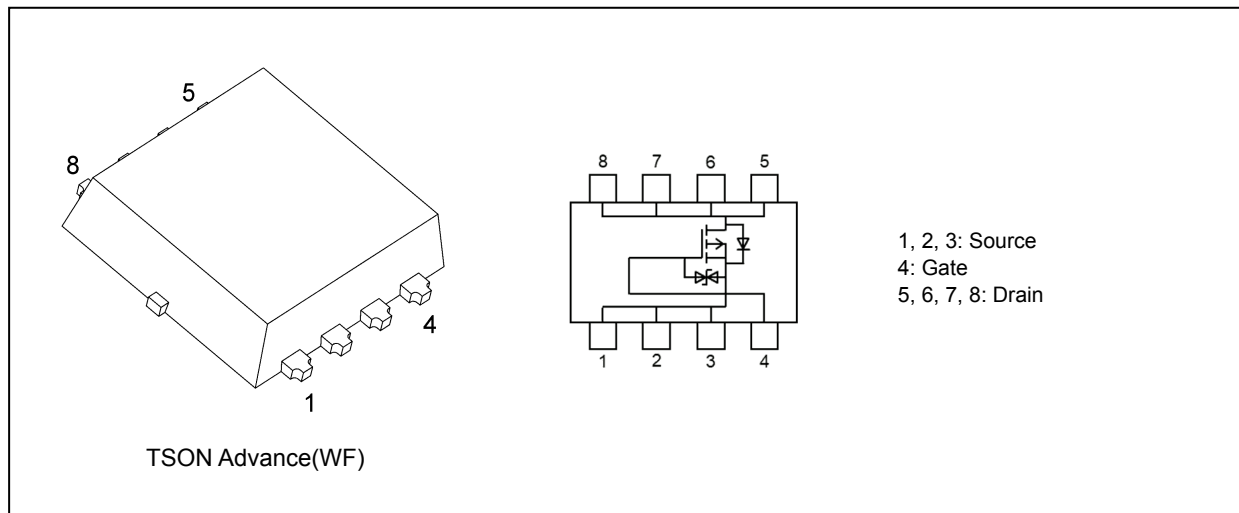 5
8
4
1
TSON Advance(WF)
8 7 6 5
1 2 3 4
1, 2, 3: Source
4: Gate
5, 6, 7, 8: Drain